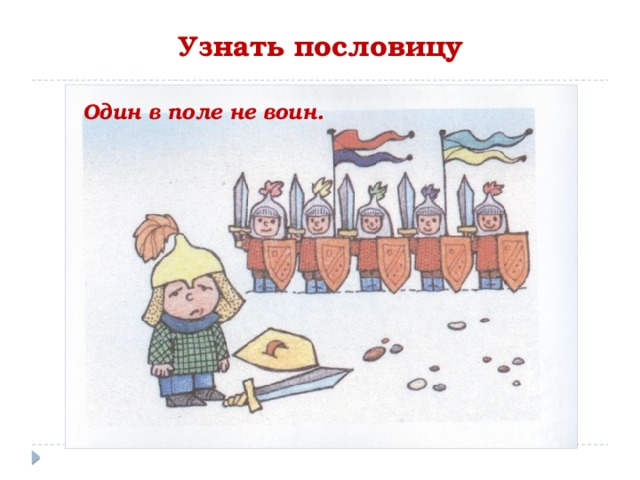 Узнать пословицу
Один в поле не воин.